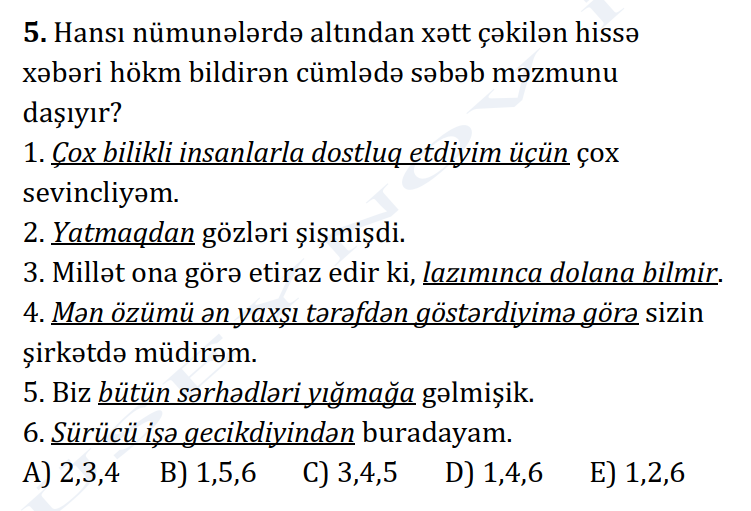 5. Hansı nümunələrdə altından xətt çəkilən hissə
xəbəri hökm bildirən cümlədə səbəb məzmunu
daşıyır?
1. Çox bilikli insanlarla dostluq etdiyim üçün çox
sevincliyəm.
2. Yatmaqdan gözləri şişmişdi.
3. Millət ona görə etiraz edir ki, lazımınca dolana bilmir.
4. Mən özümü ən yaxşı tərəfdən göstərdiyimə görə sizin
şirkətdə müdirəm.
5. Biz bütün sərhədləri yığmağa gəlmişik.
6. Sürücü işə gecikdiyindən buradayam.
A) 2,3,4 B) 1,5,6 C) 3,4,5 D) 1,4,6 E) 1,2,6